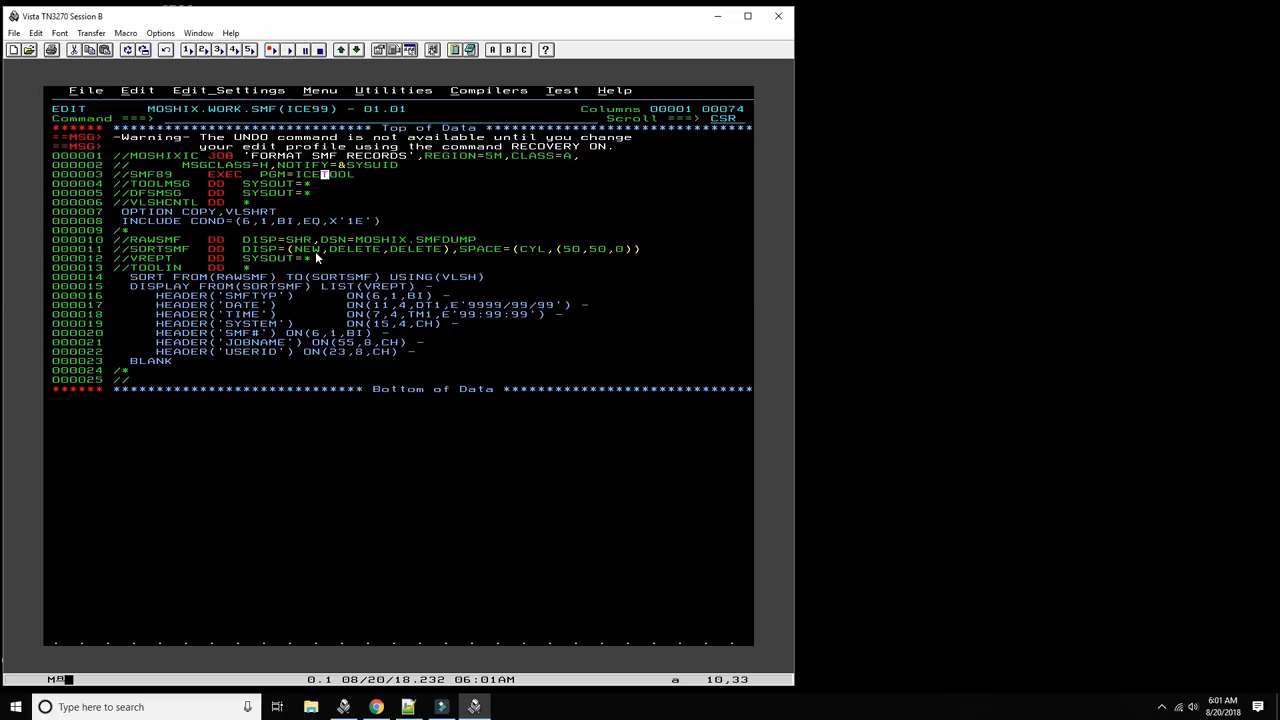 Vista TN3270 Session B
File Edit Font Transfer Macro Options Window Help
1 2 3 4 5 A B C ?
File Edit Edit_Settings Menu Utilities Compilers Test Help
EDIT MOSHIX.WORK.SMF(ICE99) - 01.01 Columns 00001 00074
Command ===> Scroll ===> CSR
****** ***************************** Top of Data ******************************
==MSG> -Warning- The UNDO command is not available until you change
==MSG> your edit profile using the command RECOVERY ON.
000001 //MOSHIXIC JOB 'FORMAT SMF RECORDS',REGION=5M,CLASS=A,
000002 // MSGCLASS=H,NOTIFY=&SYSUID
000003 //SMF89 EXEC PGM=ICETOOL
000004 //TOOLMSG DD SYSOUT=*
000005 //DFSMSG DD SYSOUT=*
000006 //VLSHCNTL DD *
000007 OPTION COPY,VLSHRT
000008 INCLUDE COND=(6,1,BI,EQ,X'1E')
000009 /*
000010 //RAWSMF DD DISP=SHR,DSN=MOSHIX.SMFDUMP
000011 //SORTSMF DD DISP=(NEW,DELETE,DELETE),SPACE=(CYL,(50,50,0))
000012 //VREPT DD SYSOUT=*
000013 //TOOLIN DD *
000014 SORT FROM(RAWSMF) TO(SORTSMF) USING(VLSH)
000015 DISPLAY FROM(SORTSMF) LIST(VREPT) -
000016 HEADER('SMFTYP') ON(6,1,BI) -
000017 HEADER('DATE') ON(11,4,DT1,E'9999/99/99') -
000018 HEADER('TIME') ON(7,4,TM1,E'99:99:99') -
000019 HEADER('SYSTEM') ON(15,4,CH) -
000020 HEADER('SMF#') ON(6,1,BI) -
000021 HEADER('JOBNAME') ON(55,8,CH) -
000022 HEADER('USERID') ON(23,8,CH) -
000023 BLANK
000024 /*
000025 //
****** **************************** Bottom of Data ****************************
0.1 08/20/18.232 06:01AM a 10,33
Type here to search
6:01 AM
8/20/2018